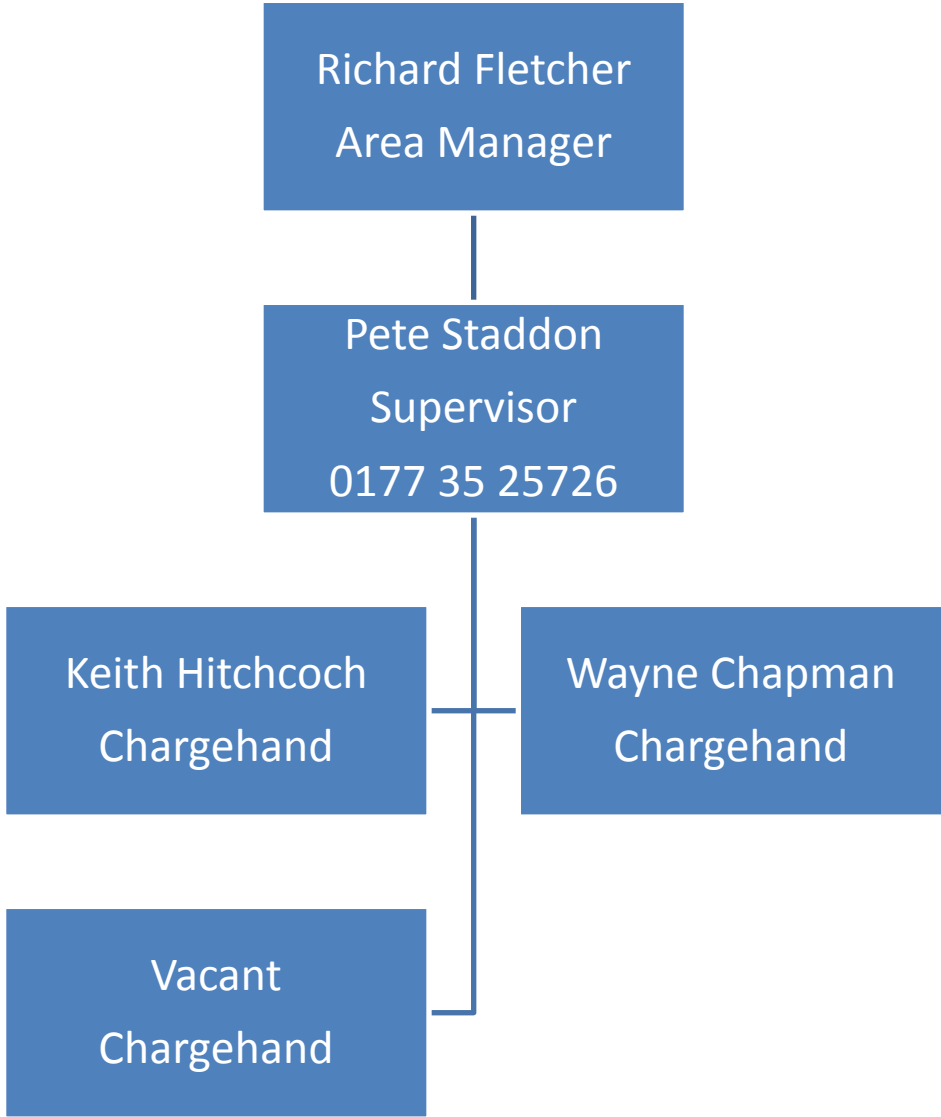 Richard Fletcher
Area Manager
Pete Staddon
Supervisor
0177 35 25726
Keith Hitchcoch
Chargehand
Wayne Chapman
Chargehand
Vacant
Chargehand